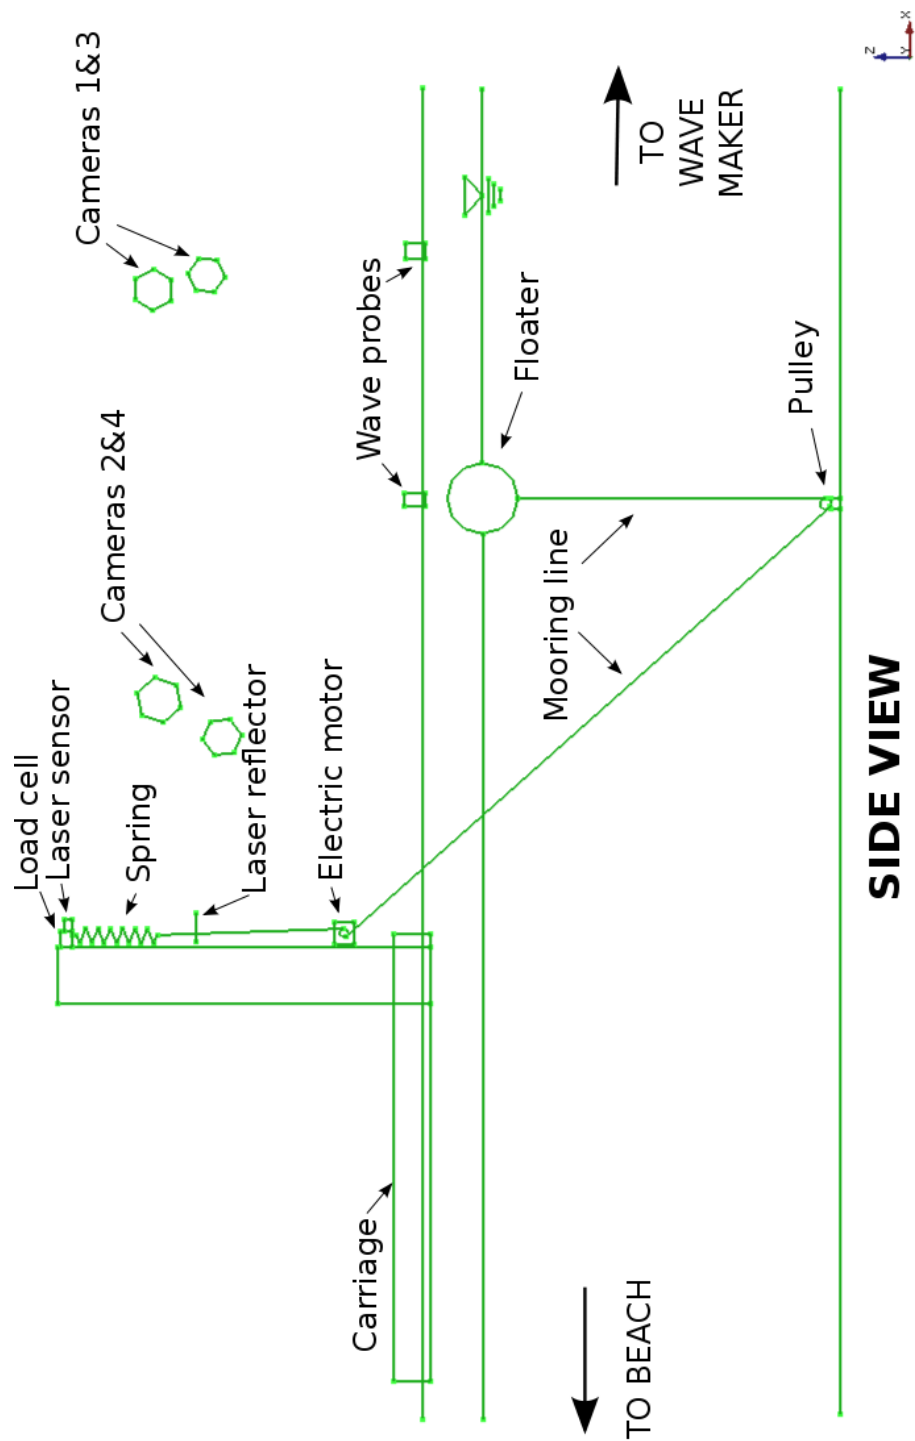 Load cell
Laser sensor
Spring
Cameras 2&4
Cameras 1&3
Laser reflector
Electric motor
Carriage
Wave probes
Floater
Mooring line
Pulley
TO BEACH
TO
WAVE
MAKER
SIDE VIEW
Z
Y
X